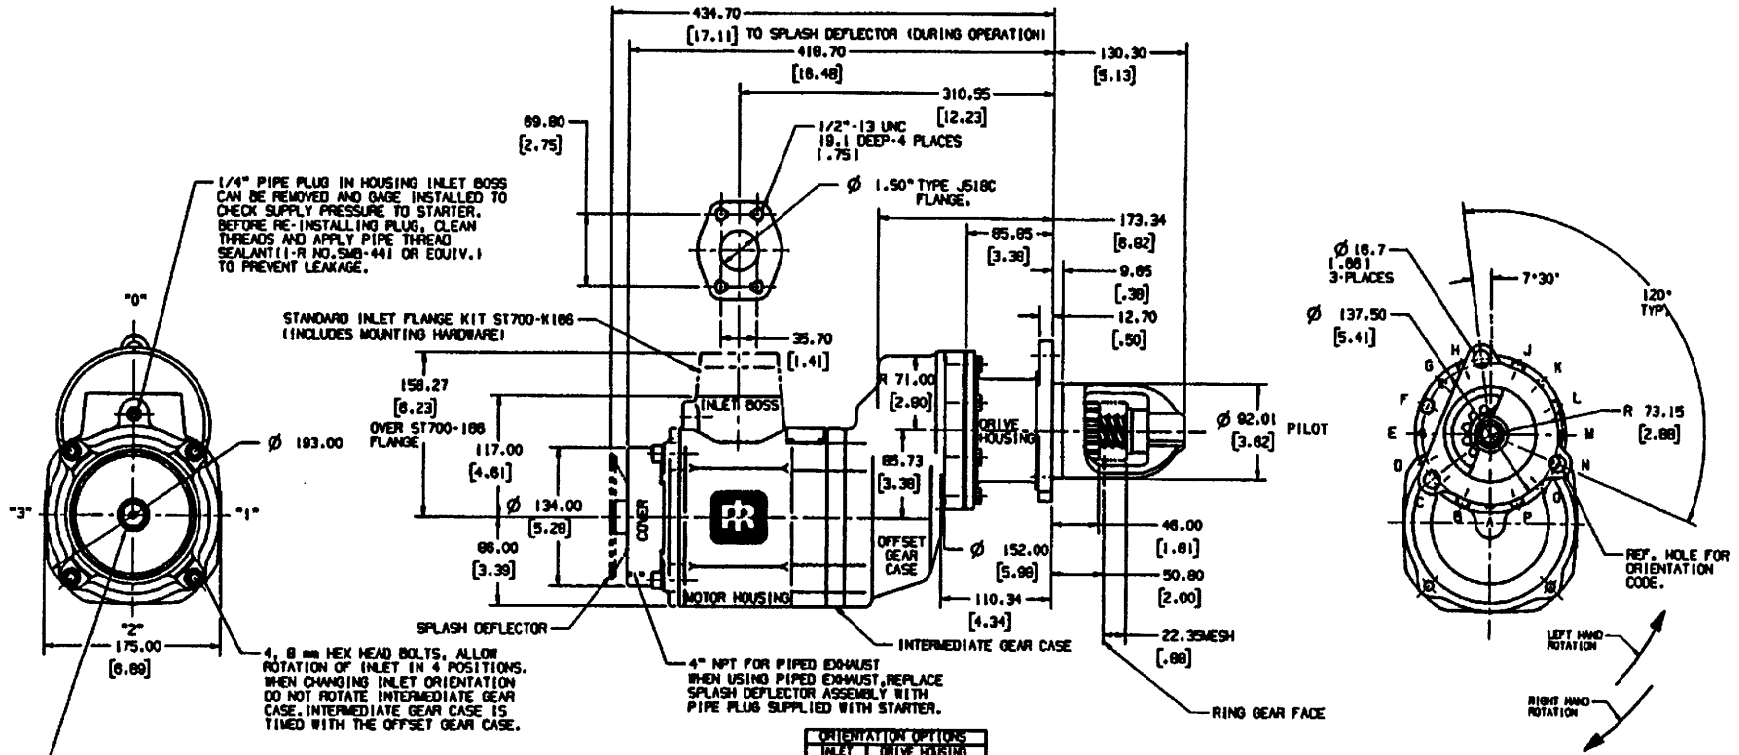 434.70
[17.11] TO SPLASH DEFLECTOR (DURING OPERATION)
418.70
[16.48]
130.30
[5.13]
310.55
[12.23]
69.80
[2.75]
1/2"-13 UNC
19.1 DEEP-4 PLACES
[.75]
Ø 1.50" TYPE J518C
FLANGE.
1/4" PIPE PLUG IN HOUSING INLET BOSS
CAN BE REMOVED AND GAGE INSTALLED TO
CHECK SUPPLY PRESSURE TO STARTER.
BEFORE RE-INSTALLING PLUG, CLEAN
THREADS AND APPLY PIPE THREAD
SEALANT(I-R NO.SMB-441 OR EQUIV.)
TO PREVENT LEAKAGE.
173.34
[6.82]
85.85
[3.38]
9.65
[.38]
12.70
[.50]
Ø 16.7
[.66]
3-PLACES
7°30'
120°
TYP.
Ø 137.50
[5.41]
"0"
STANDARD INLET FLANGE KIT ST700-K166
(INCLUDES MOUNTING HARDWARE)
35.70
[1.41]
158.27
[6.23]
OVER ST700-166
FLANGE
R 71.00
[2.80]
INLET BOSS
117.00
[4.61]
DRIVE
HOUSING
Ø 92.01
[3.62]
PILOT
85.73
[3.38]
Ø 193.00
"3"
"1"
"2"
Ø 134.00
[5.28]
COVER
IR
OFFSET
GEAR
CASE
86.00
[3.39]
MOTOR HOUSING
Ø 152.00
[5.98]
46.00
[1.81]
50.80
[2.00]
110.34
[4.34]
22.35MESH
[.88]
H
J
G
K
F
L
E
M
D
N
C
O
B
P
A
R 73.15
[2.88]
REF. HOLE FOR
ORIENTATION
CODE.
LEFT HAND
ROTATION
RIGHT HAND
ROTATION
175.00
[6.89]
SPLASH DEFLECTOR
INTERMEDIATE GEAR CASE
4, 8 mm HEX HEAD BOLTS, ALLOW
ROTATION OF INLET IN 4 POSITIONS.
WHEN CHANGING INLET ORIENTATION
DO NOT ROTATE INTERMEDIATE GEAR
CASE.INTERMEDIATE GEAR CASE IS
TIMED WITH THE OFFSET GEAR CASE.
4" NPT FOR PIPED EXHAUST
WHEN USING PIPED EXHAUST,REPLACE
SPLASH DEFLECTOR ASSEMBLY WITH
PIPE PLUG SUPPLIED WITH STARTER.
RING GEAR FACE
ORIENTATION OPTIONS
INLET DRIVE HOUSING